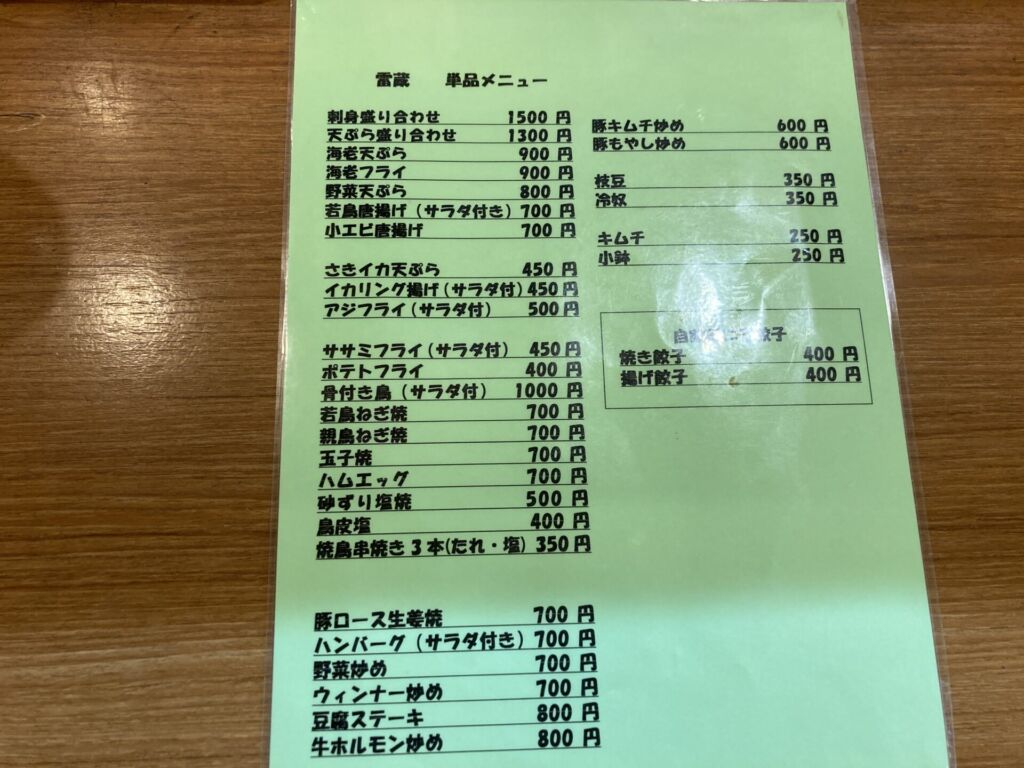 雷蔵 単品メニュー
刺身盛り合わせ 1500 円
天ぷら盛り合わせ 1300 円
海老天ぷら 900 円
海老フライ 900 円
野菜天ぷら 800 円
若鳥唐揚げ（サラダ付き）700 円
小エビ唐揚げ 700 円
さきイカ天ぷら 450 円
イカリング揚げ（サラダ付）450円
アジフライ（サラダ付） 500円
ササミフライ（サラダ付） 450円
ポテトフライ 400 円
骨付き鳥（サラダ付） 1000 円
若鳥ねぎ焼 700 円
親鳥ねぎ焼 700 円
玉子焼 700 円
ハムエッグ 700 円
砂ずり塩焼 500 円
鳥皮塩 400 円
焼鳥串焼き３本(たれ・塩) 350円
豚ロース生姜焼 700 円
ハンバーグ（サラダ付き）700 円
野菜炒め 700 円
ウィンナー炒め 700 円
豆腐ステーキ 800 円
牛ホルモン炒め 800 円
豚キムチ炒め 600 円
豚もやし炒め 600 円
枝豆 350 円
冷奴 350 円
キムチ 250 円
小鉢 250 円
餃子
焼き餃子 400 円
揚げ餃子 400 円